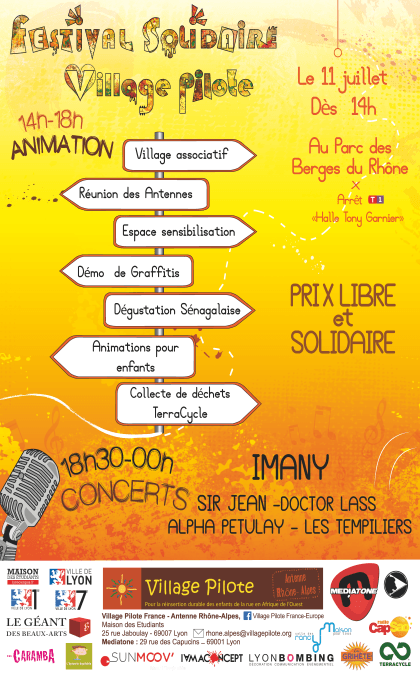 Festival Solidaire
Village Pilote
Le 11 juillet
Dès 14h
Au Parc des
Berges du Rhône
Arrêt T1
«Halle Tony Garnier»
14h-18h
ANIMATION
Village associatif
Réunion des Antennes
Espace sensibilisation
Démo de Graffitis
Dégustation Sénagalaise
Animations pour
enfants
Collecte de déchets
TerraCycle
PRIX LIBRE
et
SOLIDAIRE
18h30-00h
CONCERTS
IMANY
SIR JEAN -DOCTOR LASS
ALPHA PETULAY - LES TEMPILIERS
MAISON
DES ETUDIANTS
VILLE DE
LYON
LE GÉANT
DES BEAUX-ARTS
CARAMBA
Village Pilote
Antenne
Rhône-Alpes
Pour la réinsertion durable des enfants de la rue en Afrique de l'Ouest
Village Pilote France - Antenne Rhône-Alpes,
Village Pilote France-Europe
Maison des Etudiants
25 rue Jaboulay - 69007 Lyon
rhone.alpes@villagepilote.org
Mediatone : 29 rue des Capucins _ 69001 Lyon
SUNMOOV'
LYONBOMBING
MEDIATONE
radio
CapSao
GRIHETE
TERRACYCLE